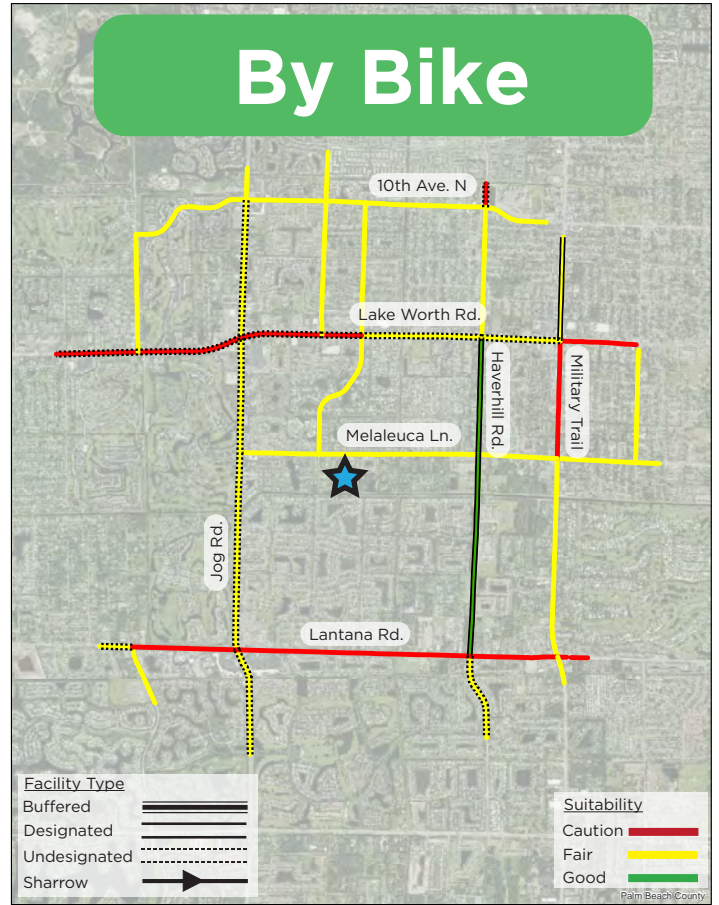 By Bike
10th Ave. N
Lake Worth Rd.
Haverhill Rd.
Military Trail
Melaleuca Ln.
Jog Rd.
Lantana Rd.
Facility Type
Buffered
Designated
Undesignated
Sharrow
Suitability
Caution
Fair
Good
Palm Beach County